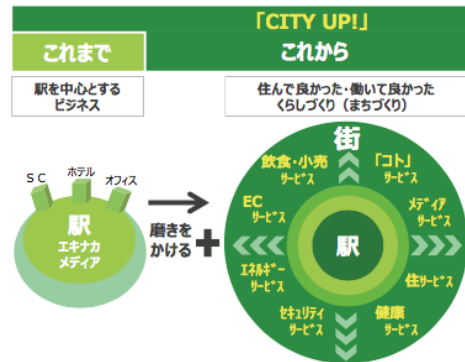 「CITY UP!」
これまで
これから
駅を中心とする
ビジネス
住んで良かった・働いて良かった
くらしづくり(まちづくり)
SC
ホテル
オフィス
駅
エキナカ
メディア
磨きを
かける
街
飲食・小売
サービス
「コト」
サービス
EC
サービス
メディア
サービス
駅
エネルギー
サービス
住サービス
セキュリティ
サービス
健康
サービス